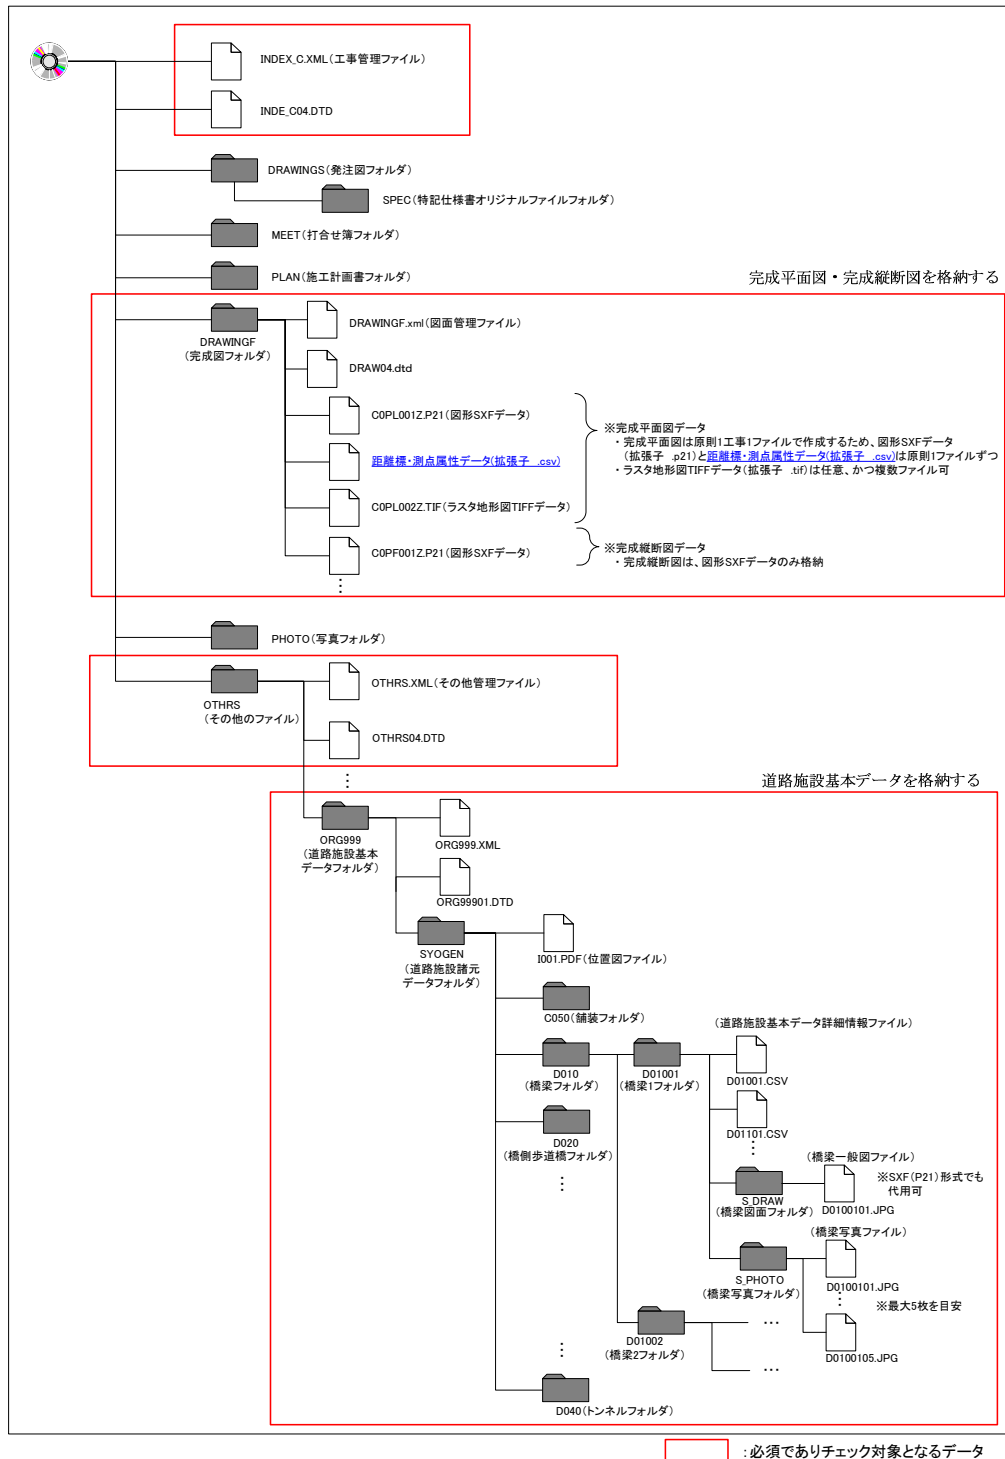 INDEX_C.XML(工事管理ファイル)
INDE_C04.DTD
DRAWINGS(発注図フォルダ)
SPEC(特記仕様書オリジナルファイルフォルダ)
MEET(打合せ簿フォルダ)
PLAN(施工計画書フォルダ)
完成平面図・完成縦断図を格納する
DRAWINGF
(完成図フォルダ)
DRAWINGF.xml(図面管理ファイル)
DRAW04.dtd
C0PL001Z.P21(図形SXFデータ)
距離標・測点属性データ(拡張子 .csv)
C0PL002Z.TIF(ラスタ地形図TIFFデータ)
C0PF001Z.P21(図形SXFデータ)
⋮
※完成平面図データ
・完成平面図は原則1工事1ファイルで作成するため、図形SXFデータ
(拡張子 .p21)と距離標・測点属性データ(拡張子 .csv)は原則1ファイルずつ
・ラスタ地形図TIFFデータ(拡張子 .tif)は任意、かつ複数ファイル可
※完成縦断図データ
・完成縦断図は、図形SXFデータのみ格納
PHOTO(写真フォルダ)
OTHRS
(その他のファイル)
OTHRS.XML(その他管理ファイル)
OTHRS04.DTD
⋮
道路施設基本データを格納する
ORG999
(道路施設基本
データフォルダ)
ORG999.XML
ORG99901.DTD
SYOGEN
(道路施設諸元
データフォルダ)
I001.PDF(位置図ファイル)
C050(舗装フォルダ)
D010
(橋梁フォルダ)
D01001
(橋梁1フォルダ)
(道路施設基本データ詳細情報ファイル)
D01001.CSV
D01101.CSV
⋮
D020
(橋側歩道橋フォルダ)
⋮
S_DRAW
(橋梁図面フォルダ)
(橋梁一般図ファイル)
D0100101.JPG
※SXF(P21)形式でも
代用可
S_PHOTO
(橋梁写真フォルダ)
(橋梁写真ファイル)
D0100101.JPG
⋮
※最大5枚を目安
D0100105.JPG
D01002
(橋梁2フォルダ)
…
…
⋮
D040(トンネルフォルダ)
:必須でありチェック対象となるデータ